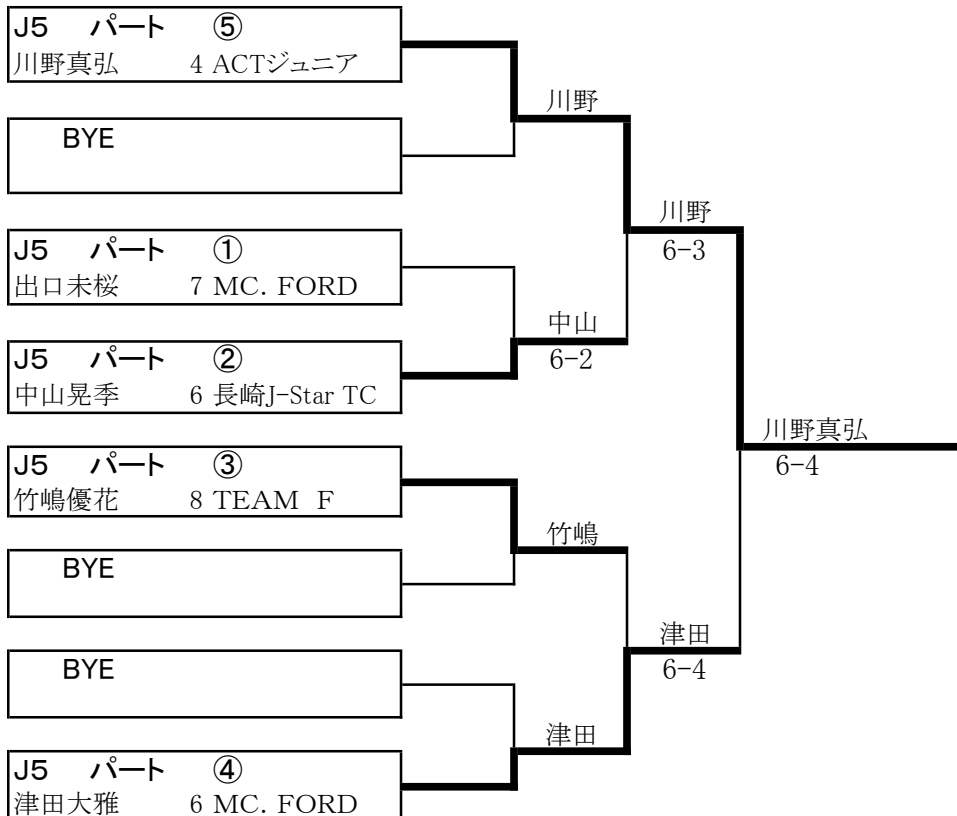 J5 パート ⑤
川野真弘 4 ACTジュニア
川野
BYE
川野
6-3
J5 パート ①
出口未桜 7 MC. FORD
中山
6-2
J5 パート ②
中山晃季 6 長崎J-Star TC
川野真弘
6-4
J5 パート ③
竹嶋優花 8 TEAM F
竹嶋
BYE
津田
6-4
BYE
津田
J5 パート ④
津田大雅 6 MC. FORD